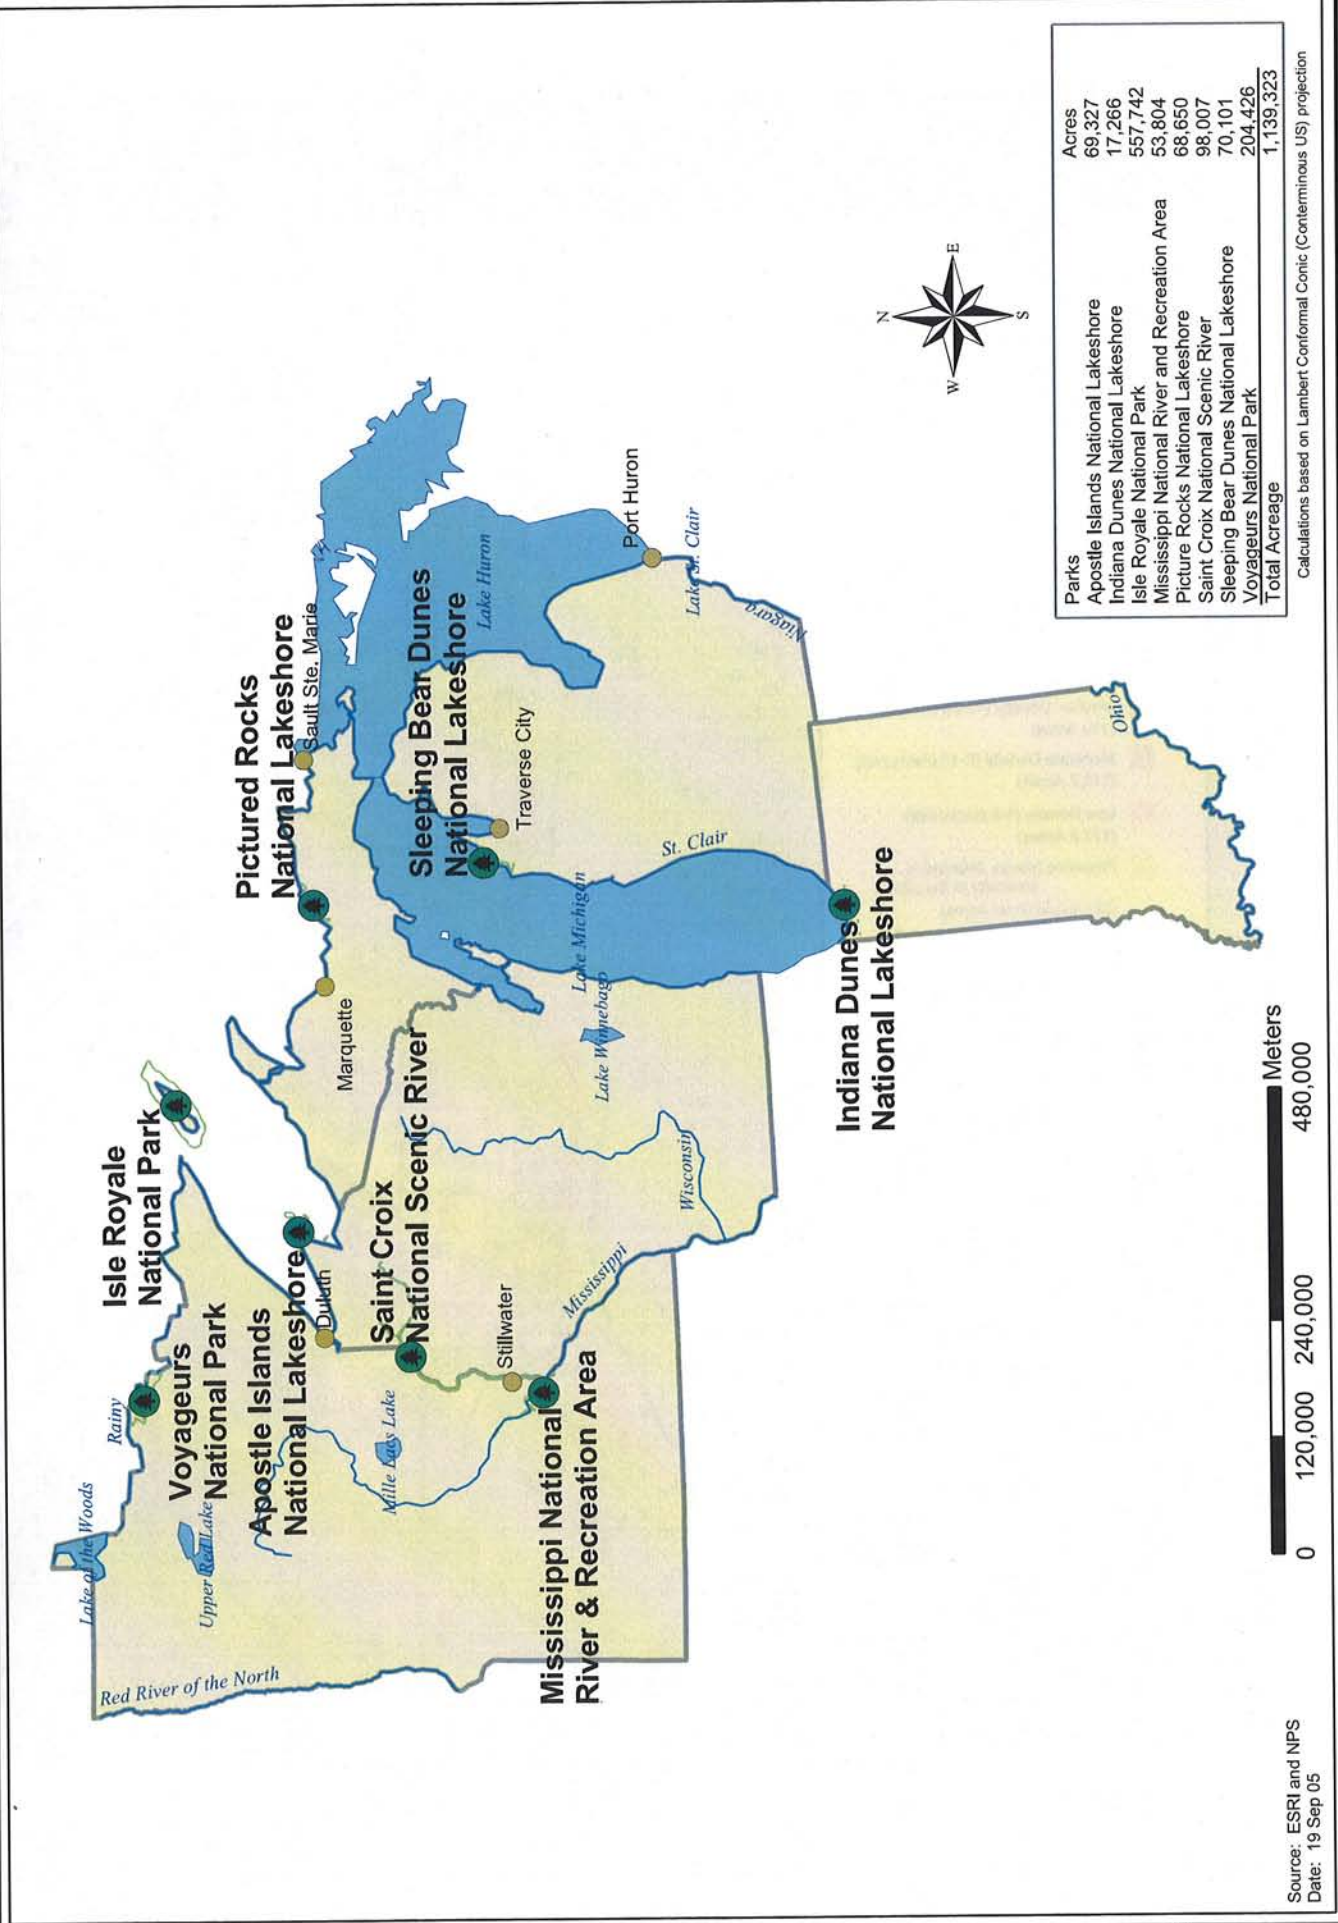 Isle Royale
National Park
Pictured Rocks
National Lakeshore
Sault Ste. Marie
Lake of the Woods
Rainy
Voyageurs
National Park
Upper Red Lake
Red River of the North
Apostle Islands
National Lakeshore
Duluth
Marquette
Saint Croix
National Scenic River
Mille Lacs Lake
Stillwater
Mississippi National
River & Recreation Area
Mississippi
Wisconsin
Lake Winnebago
Lake Michigan
Sleeping Bear Dunes
National Lakeshore
Traverse City
Lake Huron
Port Huron
Lake St. Clair
Niagara
St. Clair
Indiana Dunes
National Lakeshore
Ohio
N
W
E
S
Parks Acres
Apostle Islands National Lakeshore 69,327
Indiana Dunes National Lakeshore 17,266
Isle Royale National Park 557,742
Mississippi National River and Recreation Area 53,804
Picture Rocks National Lakeshore 68,650
Saint Croix National Scenic River 98,007
Sleeping Bear Dunes National Lakeshore 70,101
Voyageurs National Park 204,426
Total Acreage 1,139,323
Calculations based on Lambert Conformal Conic (Conterminous US) projection
Meters
0 120,000 240,000 480,000
Source: ESRI and NPS
Date: 19 Sep 05